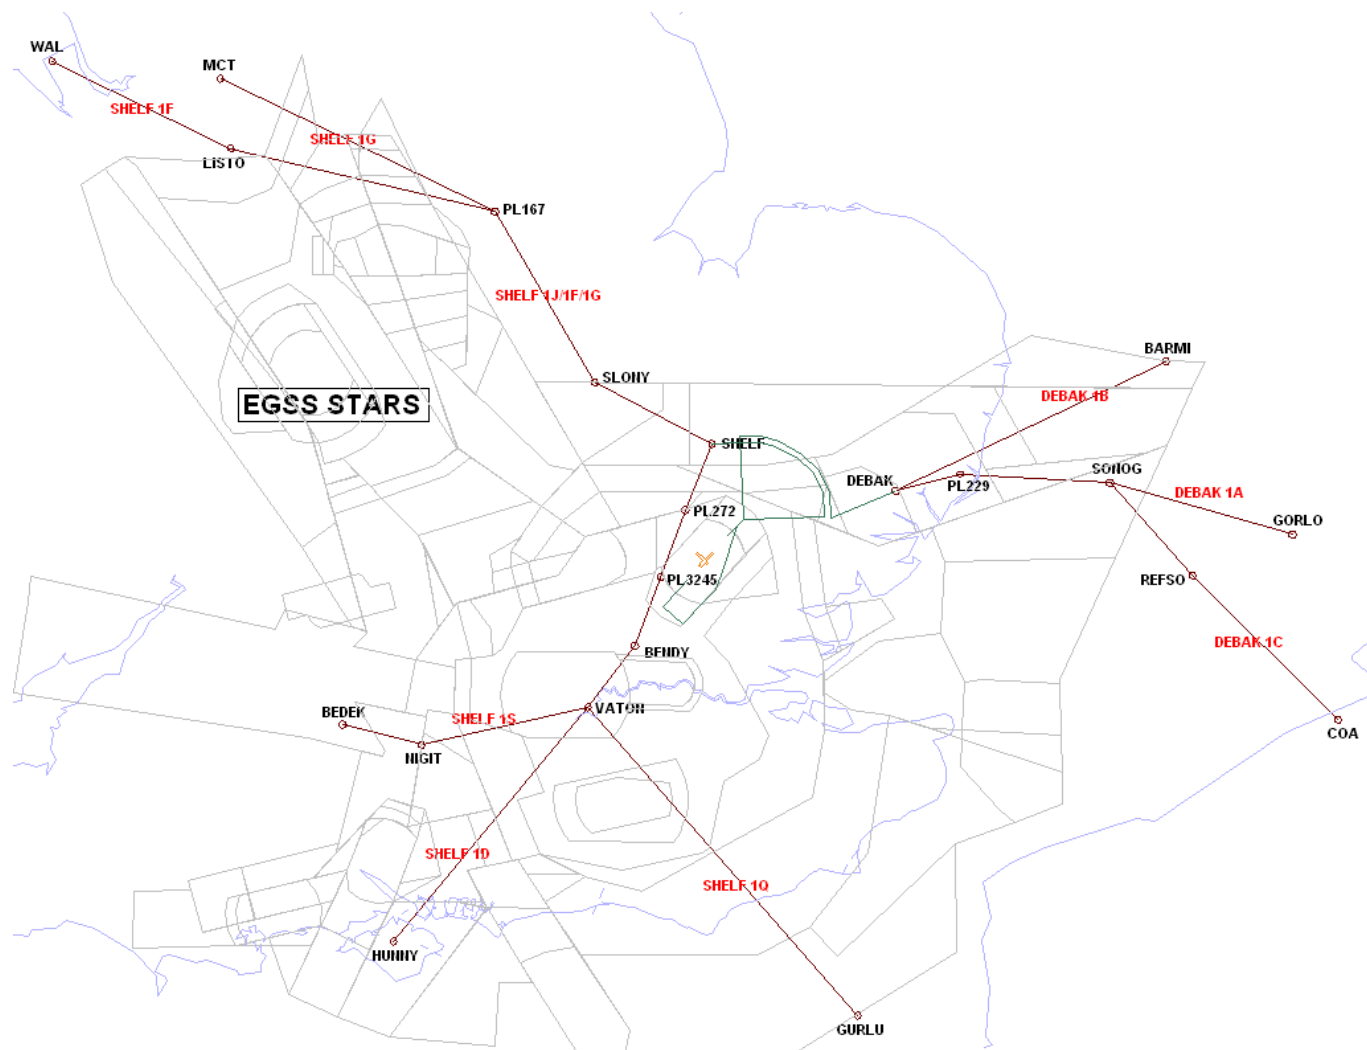 WAL
MCT
SHELF 1F
SHELF 1G
LISTO
PL167
SHELF 1J/1F/1G
BARMI
SLONY
EGSS STARS
DEBAK 1B
SHELF
SONOG
DEBAK
PL229
DEBAK 1A
PL272
GORLO
PL3245
REFSO
DEBAK 1C
BENDY
BEDEK
SHELF 1S
VATON
COA
NIGIT
SHELF 1D
SHELF 1Q
HUNNY
GURLU